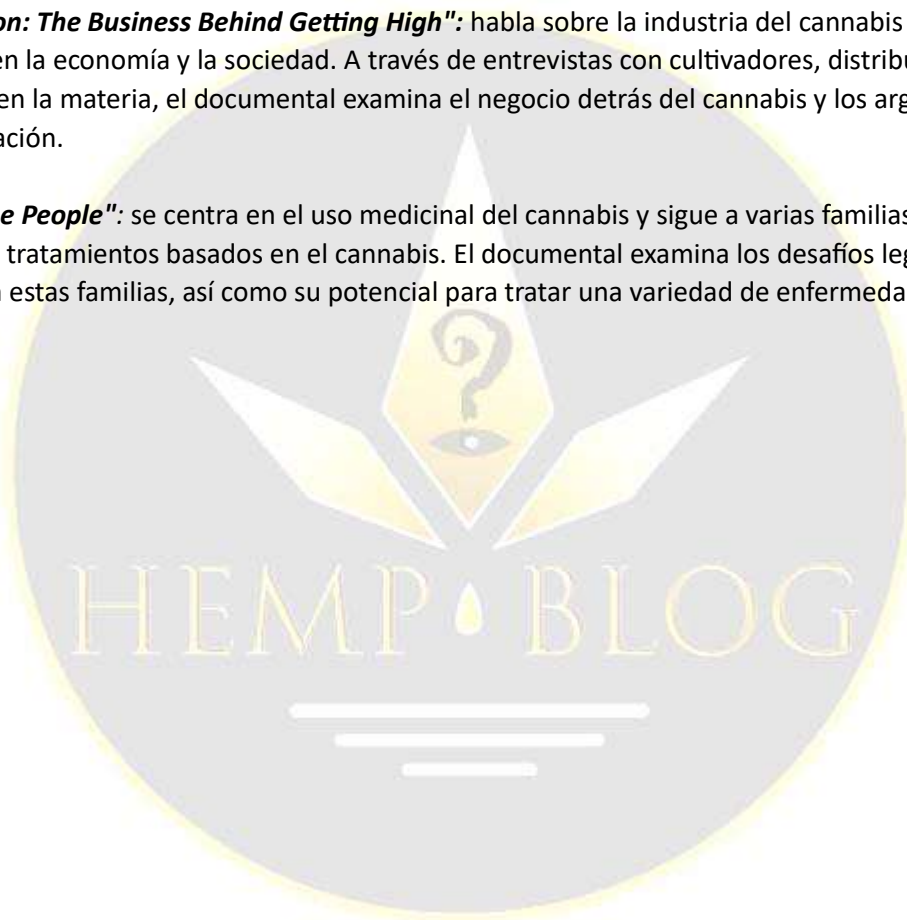 on: The Business Behind Getting High": habla sobre la industria del cannabis
en la economía y la sociedad. A través de entrevistas con cultivadores, distribu
en la materia, el documental examina el negocio detrás del cannabis y los arg
ación.
e People": se centra en el uso medicinal del cannabis y sigue a varias familias
tratamientos basados en el cannabis. El documental examina los desafíos leg
estas familias, así como su potencial para tratar una variedad de enfermeda
HEMP BLOG